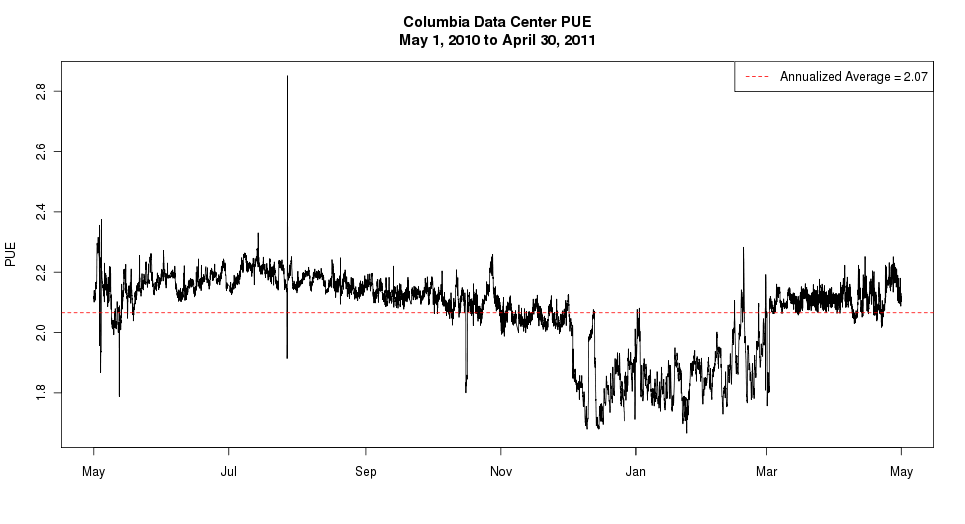 Columbia Data Center PUE
May 1, 2010 to April 30, 2011
Annualized Average = 2.07
PUE
2.8
2.6
2.4
2.2
2.0
1.8
May Jul Sep Nov Jan Mar May